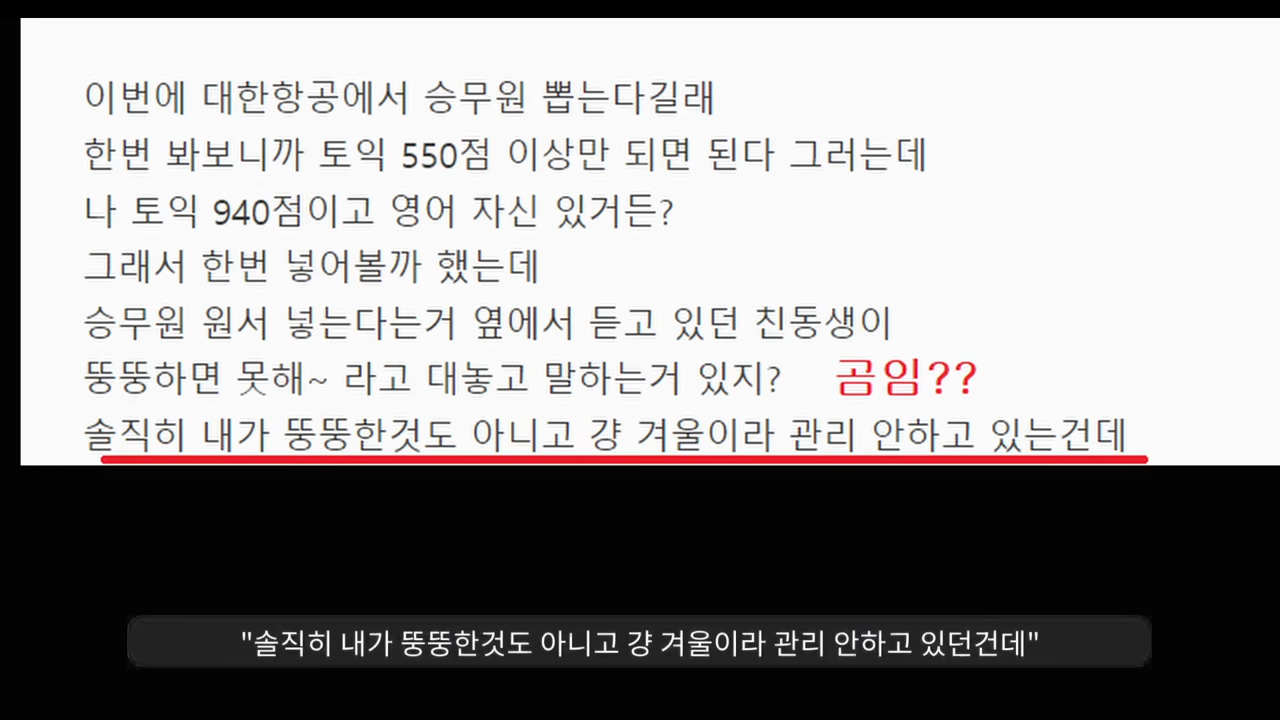 이번에 대한항공에서 승무원 뽑는다길래
한번 봐보니까 토익 550점 이상만 되면 된다 그러는데
나 토익 940점이고 영어 자신 있거든?
그래서 한번 넣어볼까 했는데
승무원 원서 넣는다는거 옆에서 듣고 있던 친동생이
뚱뚱하면 못해~ 라고 대놓고 말하는거 있지? 곰임??
솔직히 내가 뚱뚱한것도 아니고 걍 겨울이라 관리 안하고 있는건데
"솔직히 내가 뚱뚱한것도 아니고 걍 겨울이라 관리 안하고 있던건데"